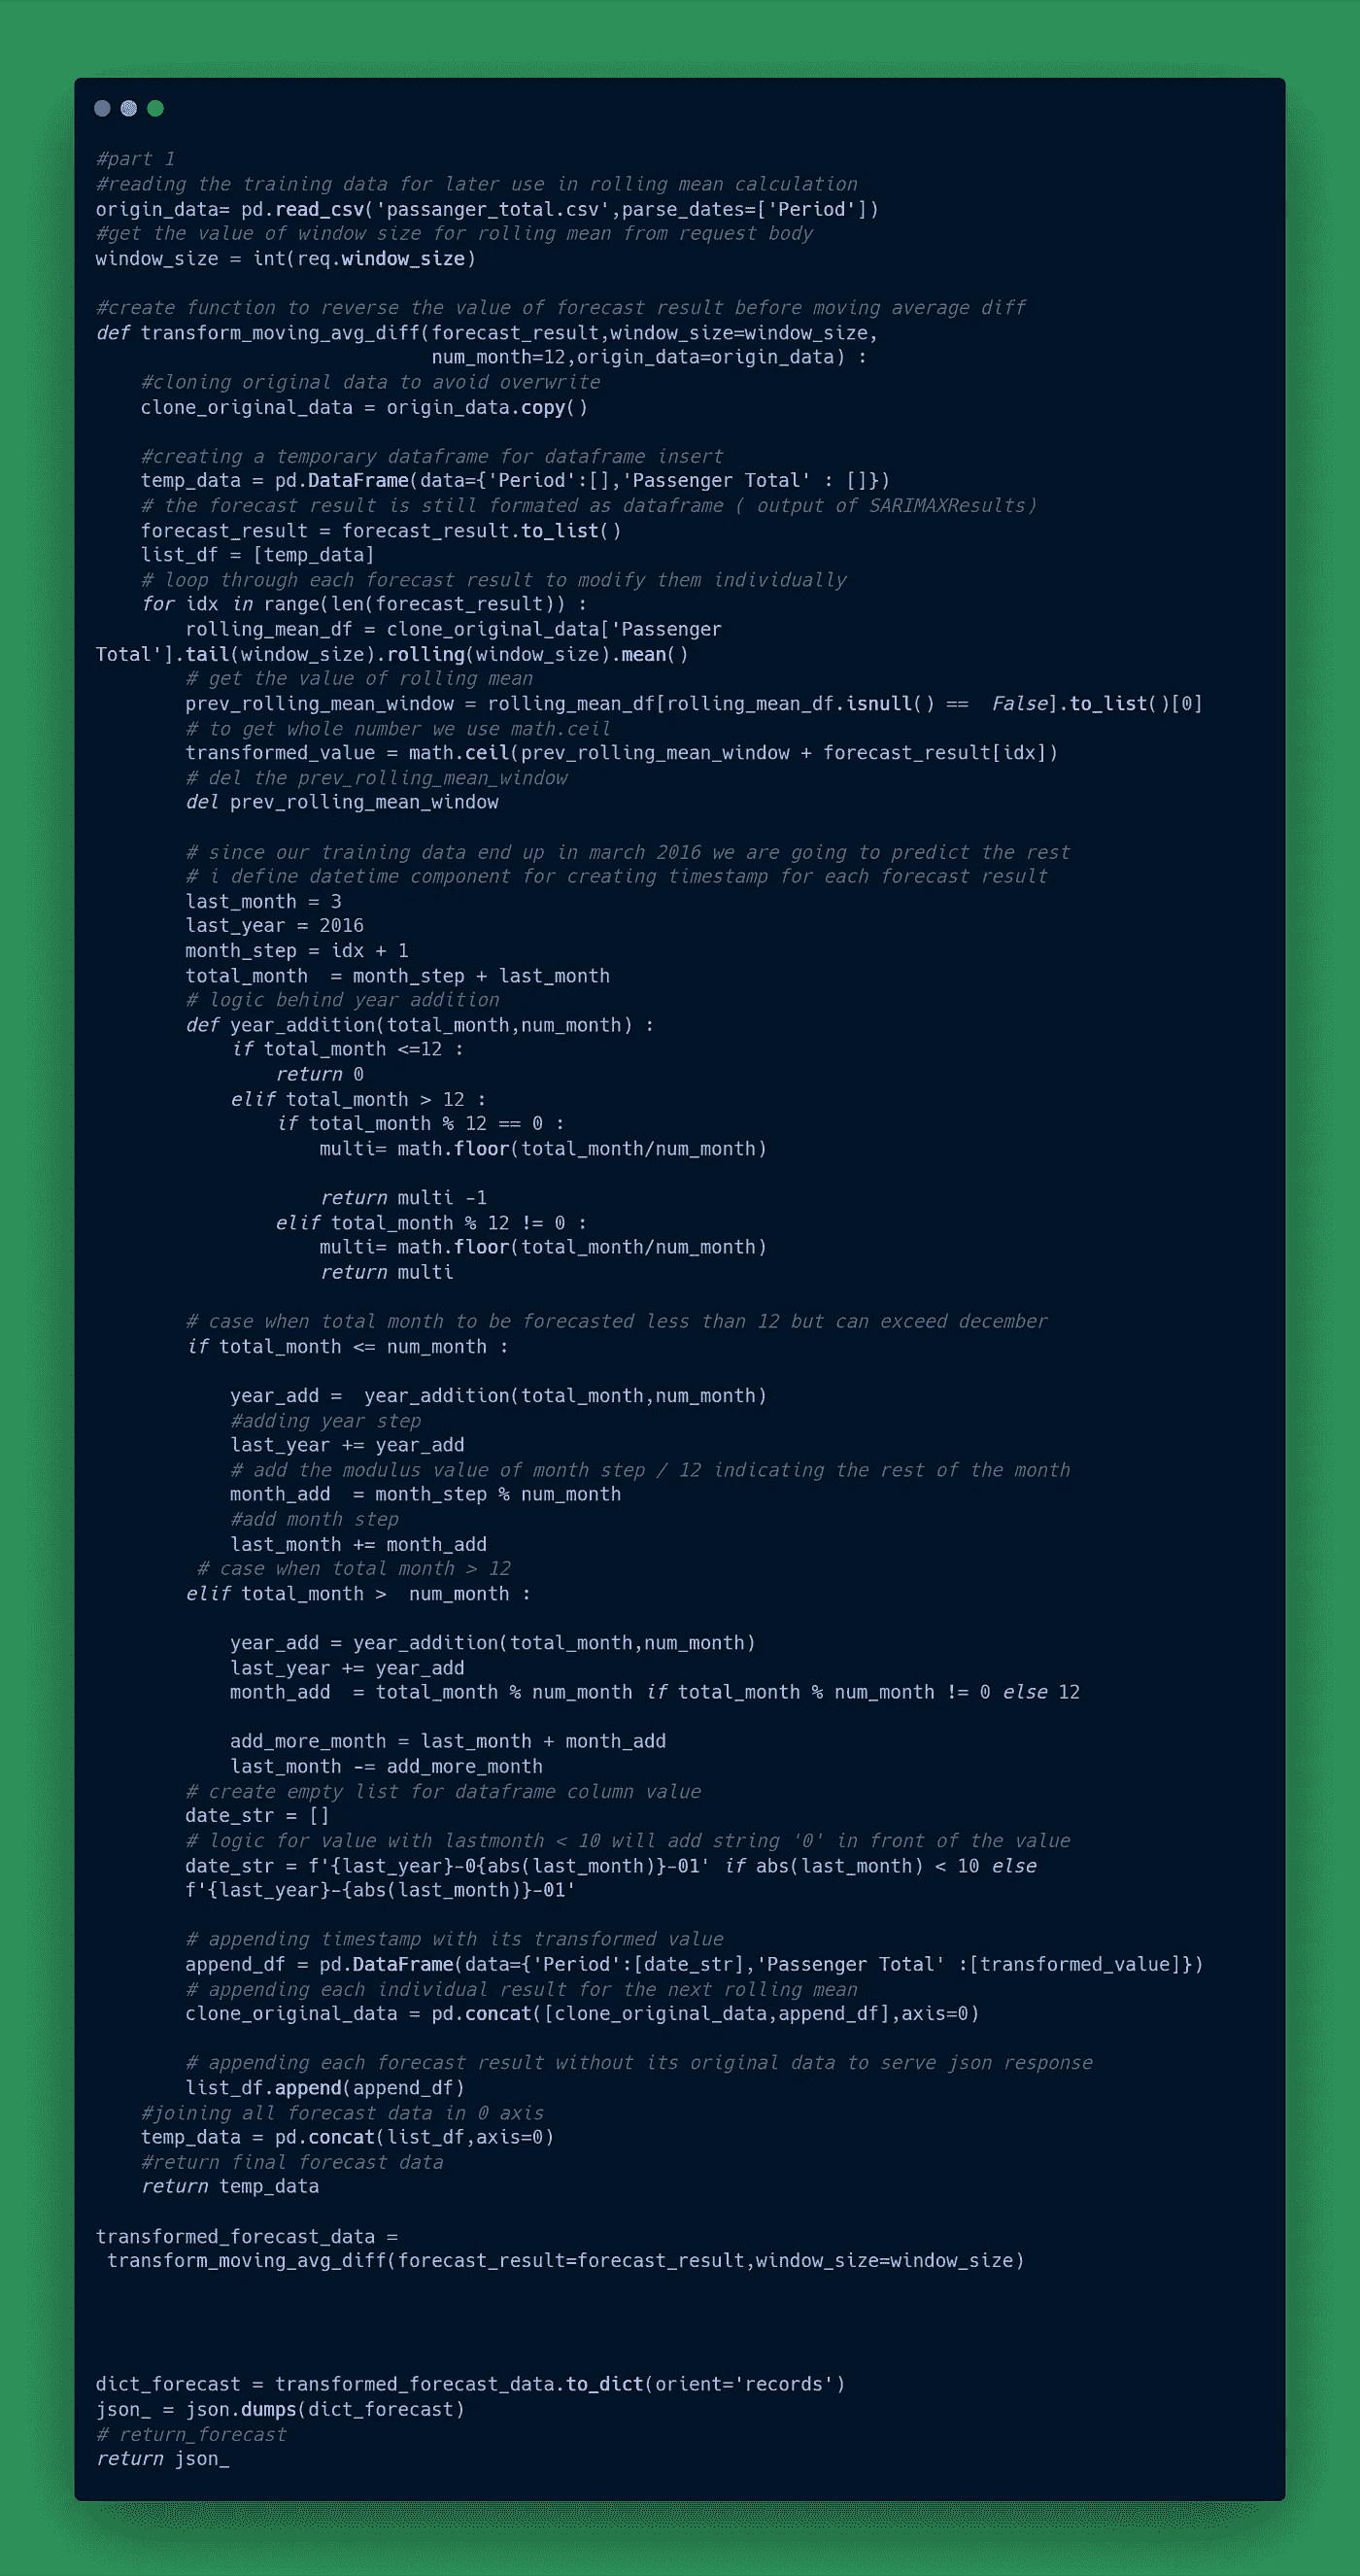 #part 1
#reading the training data for later use in rolling mean calculation
origin_data= pd.read_csv('passanger_total.csv',parse_dates=['Period'])
#get the value of window size for rolling mean from request body
window_size = int(req.window_size)
#create function to reverse the value of forecast result before moving average diff
def transform_moving_avg_diff(forecast_result,window_size=window_size,
                              num_month=12,origin_data=origin_data) :
    #cloning original data to avoid overwrite
    clone_original_data = origin_data.copy()
    #creating a temporary dataframe for dataframe insert
    temp_data = pd.DataFrame(data={'Period':[],'Passenger Total' : []})
    # the forecast result is still formated as dataframe ( output of SARIMAXResults)
    forecast_result = forecast_result.to_list()
    list_df = [temp_data]
    # loop through each forecast result to modify them individually
    for idx in range(len(forecast_result)) :
        rolling_mean_df = clone_original_data['Passenger
Total'].tail(window_size).rolling(window_size).mean()
        # get the value of rolling mean
        prev_rolling_mean_window = rolling_mean_df[rolling_mean_df.isnull() ==  False].to_list()[0]
        # to get whole number we use math.ceil
        transformed_value = math.ceil(prev_rolling_mean_window + forecast_result[idx])
        # del the prev_rolling_mean_window
        del prev_rolling_mean_window
        # since our training data end up in march 2016 we are going to predict the rest
        # i define datetime component for creating timestamp for each forecast result
        last_month = 3
        last_year = 2016
        month_step = idx + 1
        total_month  = month_step + last_month
        # logic behind year addition
        def year_addition(total_month,num_month) :
            if total_month <=12 :
                return 0
            elif total_month > 12 :
                if total_month % 12 == 0 :
                    multi= math.floor(total_month/num_month)
                    return multi -1
                elif total_month % 12 != 0 :
                    multi= math.floor(total_month/num_month)
                    return multi
        # case when total month to be forecasted less than 12 but can exceed december
        if total_month <= num_month :
            year_add =  year_addition(total_month,num_month)
            #adding year step
            last_year += year_add
            # add the modulus value of month step / 12 indicating the rest of the month
            month_add  = month_step % num_month
            #add month step
            last_month += month_add
         # case when total month > 12
        elif total_month >  num_month :
            year_add = year_addition(total_month,num_month)
            last_year += year_add
            month_add  = total_month % num_month if total_month % num_month != 0 else 12
            add_more_month = last_month + month_add
            last_month -= add_more_month
        # create empty list for dataframe column value
        date_str = []
        # logic for value with lastmonth < 10 will add string '0' in front of the value
        date_str = f'{last_year}-0{abs(last_month)}-01' if abs(last_month) < 10 else
        f'{last_year}-{abs(last_month)}-01'
        # appending timestamp with its transformed value
        append_df = pd.DataFrame(data={'Period':[date_str],'Passenger Total' :[transformed_value]})
        # appending each individual result for the next rolling mean
        clone_original_data = pd.concat([clone_original_data,append_df],axis=0)
        # appending each forecast result without its original data to serve json response
        list_df.append(append_df)
    #joining all forecast data in 0 axis
    temp_data = pd.concat(list_df,axis=0)
    #return final forecast data
    return temp_data
transformed_forecast_data =
 transform_moving_avg_diff(forecast_result=forecast_result,window_size=window_size)
dict_forecast = transformed_forecast_data.to_dict(orient='records')
json_ = json.dumps(dict_forecast)
# return_forecast
return json_